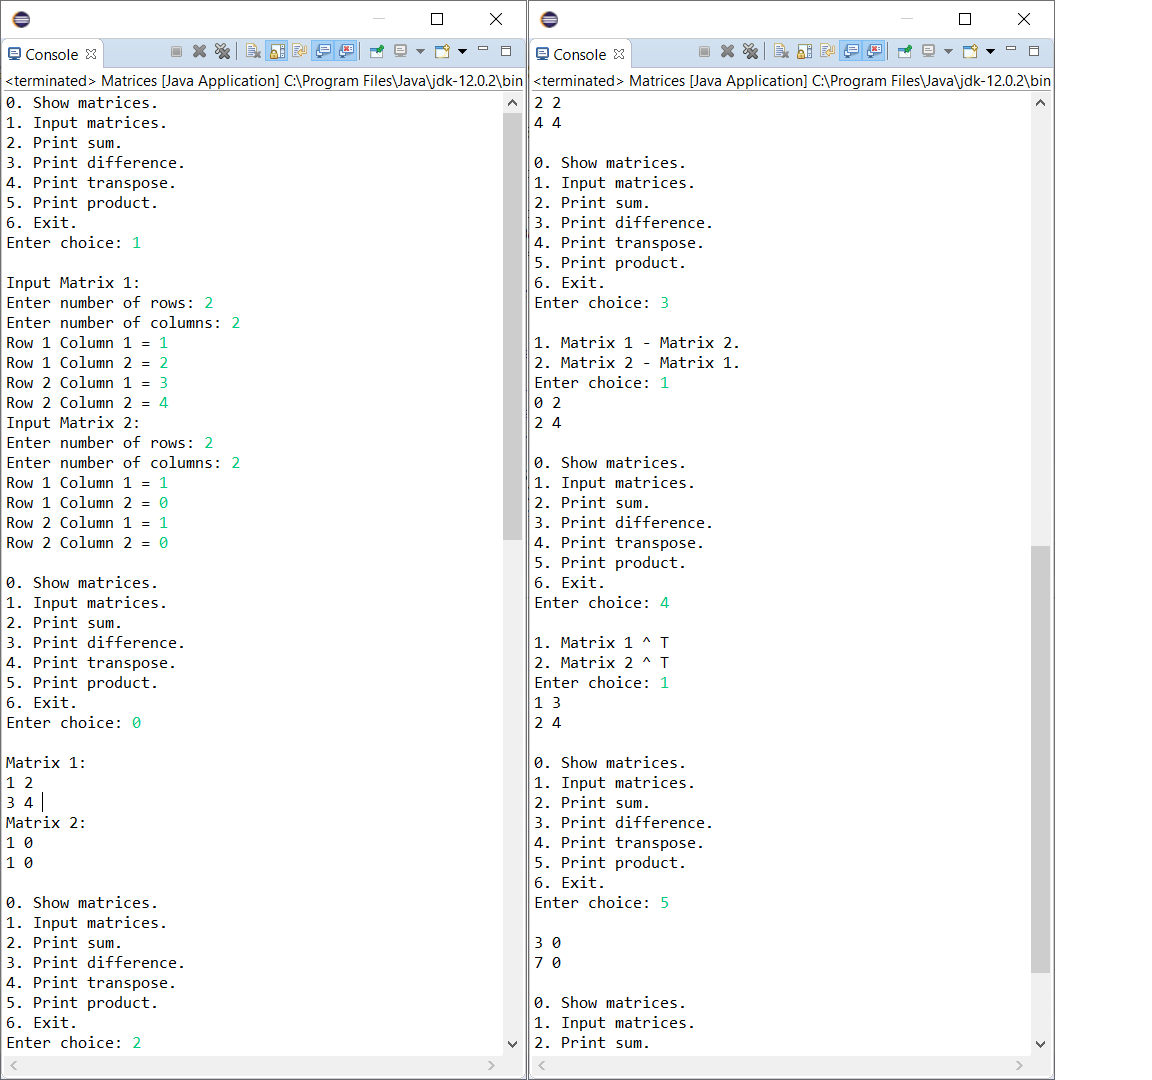 Console
<terminated> Matrices [Java Application] C:\Program Files\Java\jdk-12.0.2\bin
0. Show matrices.
1. Input matrices.
2. Print sum.
3. Print difference.
4. Print transpose.
5. Print product.
6. Exit.
Enter choice: 1

Input Matrix 1:
Enter number of rows: 2
Enter number of columns: 2
Row 1 Column 1 = 1
Row 1 Column 2 = 2
Row 2 Column 1 = 3
Row 2 Column 2 = 4
Input Matrix 2:
Enter number of rows: 2
Enter number of columns: 2
Row 1 Column 1 = 1
Row 1 Column 2 = 0
Row 2 Column 1 = 1
Row 2 Column 2 = 0

0. Show matrices.
1. Input matrices.
2. Print sum.
3. Print difference.
4. Print transpose.
5. Print product.
6. Exit.
Enter choice: 0

Matrix 1:
1 2
3 4
Matrix 2:
1 0
1 0

0. Show matrices.
1. Input matrices.
2. Print sum.
3. Print difference.
4. Print transpose.
5. Print product.
6. Exit.
Enter choice: 2
Console
<terminated> Matrices [Java Application] C:\Program Files\Java\jdk-12.0.2\bin
2 2
4 4

0. Show matrices.
1. Input matrices.
2. Print sum.
3. Print difference.
4. Print transpose.
5. Print product.
6. Exit.
Enter choice: 3

1. Matrix 1 - Matrix 2.
2. Matrix 2 - Matrix 1.
Enter choice: 1
0 2
2 4

0. Show matrices.
1. Input matrices.
2. Print sum.
3. Print difference.
4. Print transpose.
5. Print product.
6. Exit.
Enter choice: 4

1. Matrix 1 ^ T
2. Matrix 2 ^ T
Enter choice: 1
1 3
2 4

0. Show matrices.
1. Input matrices.
2. Print sum.
3. Print difference.
4. Print transpose.
5. Print product.
6. Exit.
Enter choice: 5

3 0
7 0

0. Show matrices.
1. Input matrices.
2. Print sum.